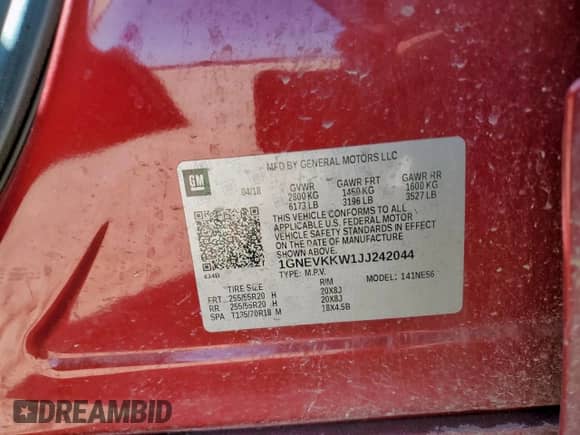 MFD BY GENERAL MOTORS LLC
GM
04/18
GVWR GAWR FRT GAWR RR
2800 KG 1450 KG 1600 KG
6173 LB 3196 LB 3527 LB
THIS VEHICLE CONFORMS TO ALL
APPLICABLE U.S. FEDERAL MOTOR
VEHICLE SAFETY STANDARDS IN EFFECT
ON THE DATE OF MANUFACTURE SHOWN ABOVE.
1GNEVKKW1JJ242044
TYPE: M.P.V. MODEL: 141NE56
TIRE SIZE RIM
FRT 255/55R20 H 20X8J
RR 255/55R20 H 20X8J
SPA T135/70R18 M 18X4.5B
DREAMBID